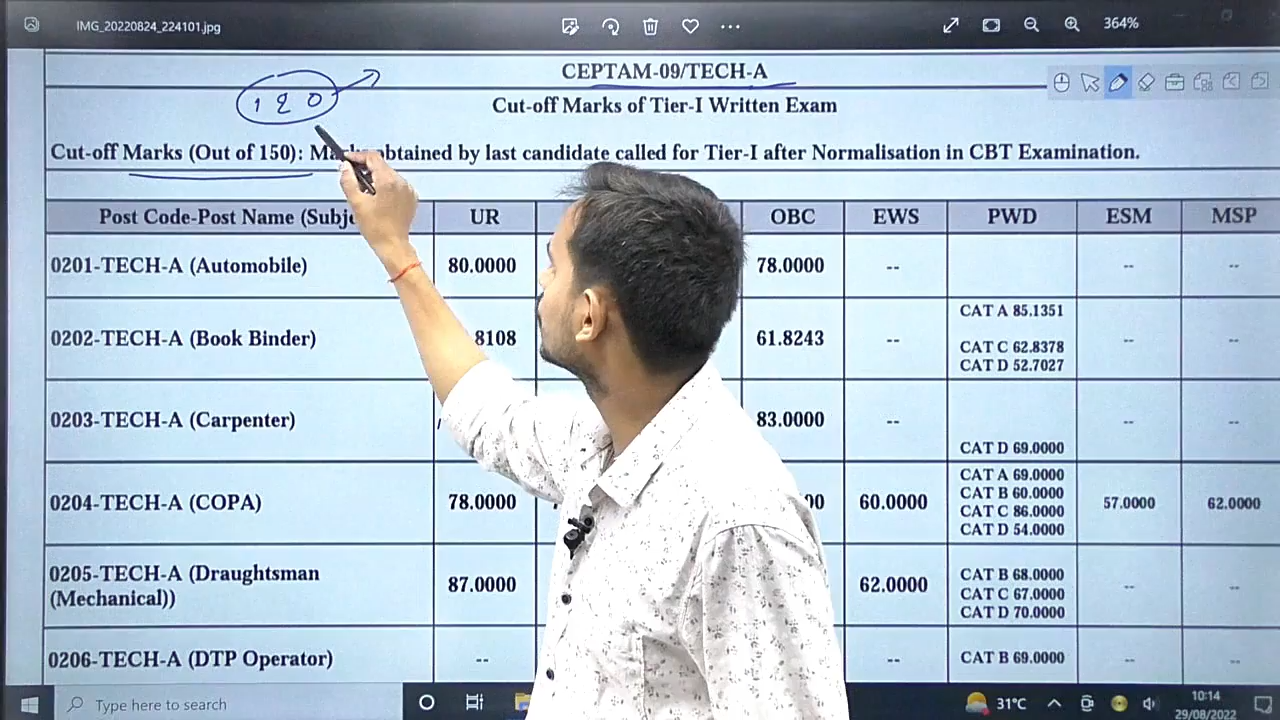 IMG_20220824_224101.jpg
364%
CEPTAM-09/TECH-A
120
Cut-off Marks of Tier-I Written Exam
Cut-off Marks (Out of 150): Marks obtained by last candidate called for Tier-I after Normalisation in CBT Examination.
Post Code-Post Name UR OBC EWS PWD ESM MSP
0201-TECH-A (Automobile) 80.0000 78.0000 -- -- --
0202-TECH-A (Book Binder) 8108 61.8243 -- CAT A 85.1351 -- --
CAT C 62.8378
CAT D 52.7027
0203-TECH-A (Carpenter) 83.0000 -- CAT D 69.0000 -- --
0204-TECH-A (COPA) 78.0000 60.0000 CAT A 69.0000 57.0000 62.0000
CAT B 60.0000
CAT C 86.0000
CAT D 54.0000
0205-TECH-A (Draughtsman 87.0000 62.0000 CAT B 68.0000 -- --
(Mechanical)) CAT C 67.0000
CAT D 70.0000
0206-TECH-A (DTP Operator) -- -- CAT B 69.0000 -- --
Type here to search
31°C
10:14
29/08/2022